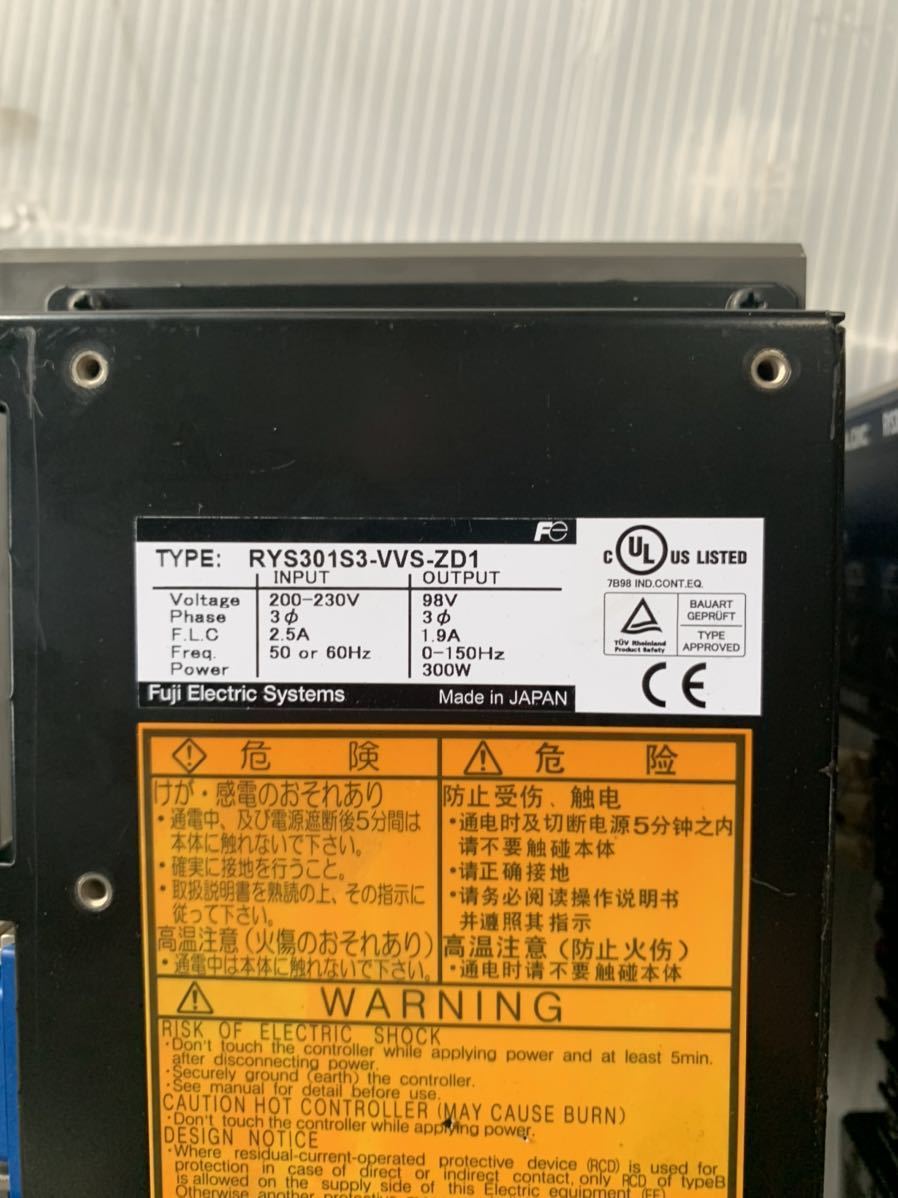 Fe
TYPE: RYS301S3-VVS-ZD1
INPUT OUTPUT
Voltage 200-230V 98V
Phase 3φ 3φ
F.L.C 2.5A 1.9A
Freq. 50 or 60Hz 0-150Hz
Power 300W
Fuji Electric Systems Made in JAPAN
C UL US LISTED
7B98 IND.CONT.EQ.
TÜV Rheinland
Product Safety
BAUART
GEPRÜFT
TYPE
APPROVED
CE
危険
けが・感電のおそれあり
・通電中、及び電源遮断後5分間は
本体に触れないで下さい。
・確実に接地を行うこと。
・取扱説明書を熟読の上、その指示に
従って下さい。
高温注意(火傷のおそれあり)
・通電中は本体に触れないで下さい。
危险
防止受伤、触电
・通电时及切断电源5分钟之内
请不要触碰本体
・请正确接地
・请务必阅读操作说明书
并遵照其指示
高温注意(防止火伤)
・通电时请不要触碰本体
WARNING
RISK OF ELECTRIC SHOCK
・Don't touch the controller while applying power and at least 5min.
after disconnecting power.
・Securely ground (earth) the controller.
・See manual for detail before use.
CAUTION HOT CONTROLLER (MAY CAUSE BURN)
・Don't touch the controller while applying power.
DESIGN NOTICE
・Where residual-current-operated protective device (RCD) is used for
protection in case of direct or indirect contact, only RCD of typeB
is allowed on the supply side of this Electric equipment (EE).
Otherwise another